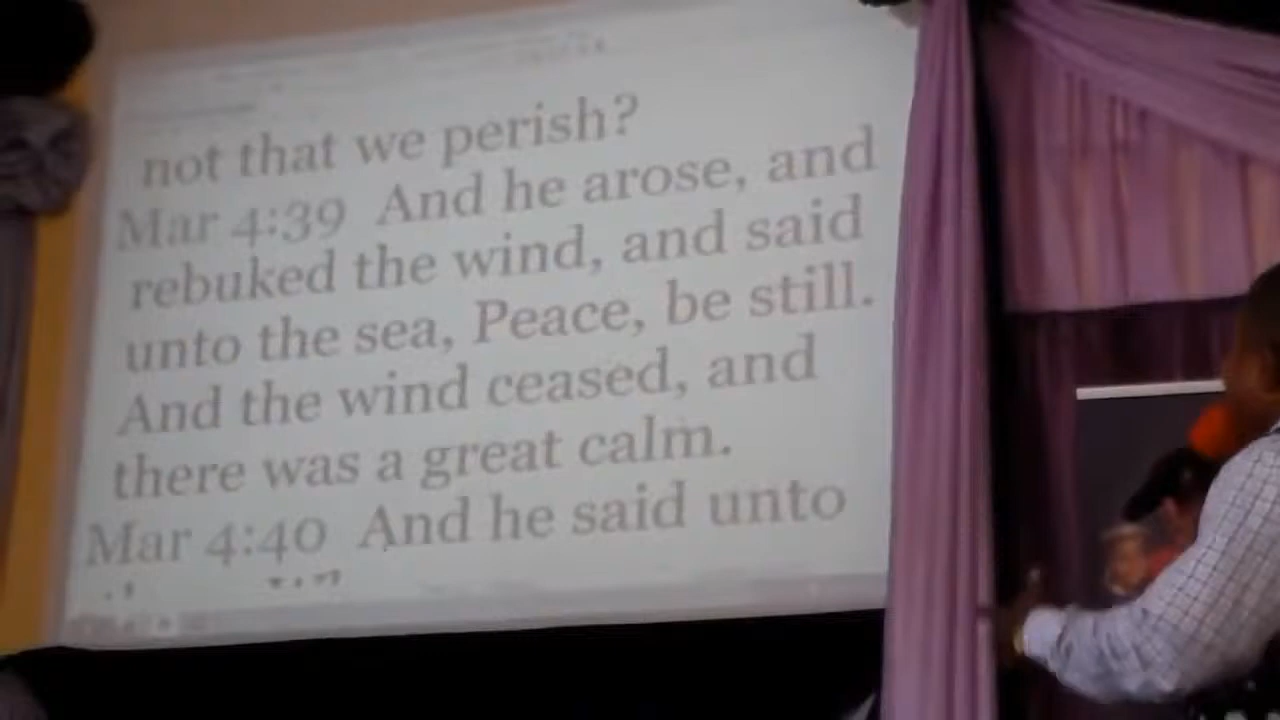 not that we perish?
Mar 4:39 And he arose, and
rebuked the wind, and said
unto the sea, Peace, be still.
And the wind ceased, and
there was a great calm.
Mar 4:40 And he said unto